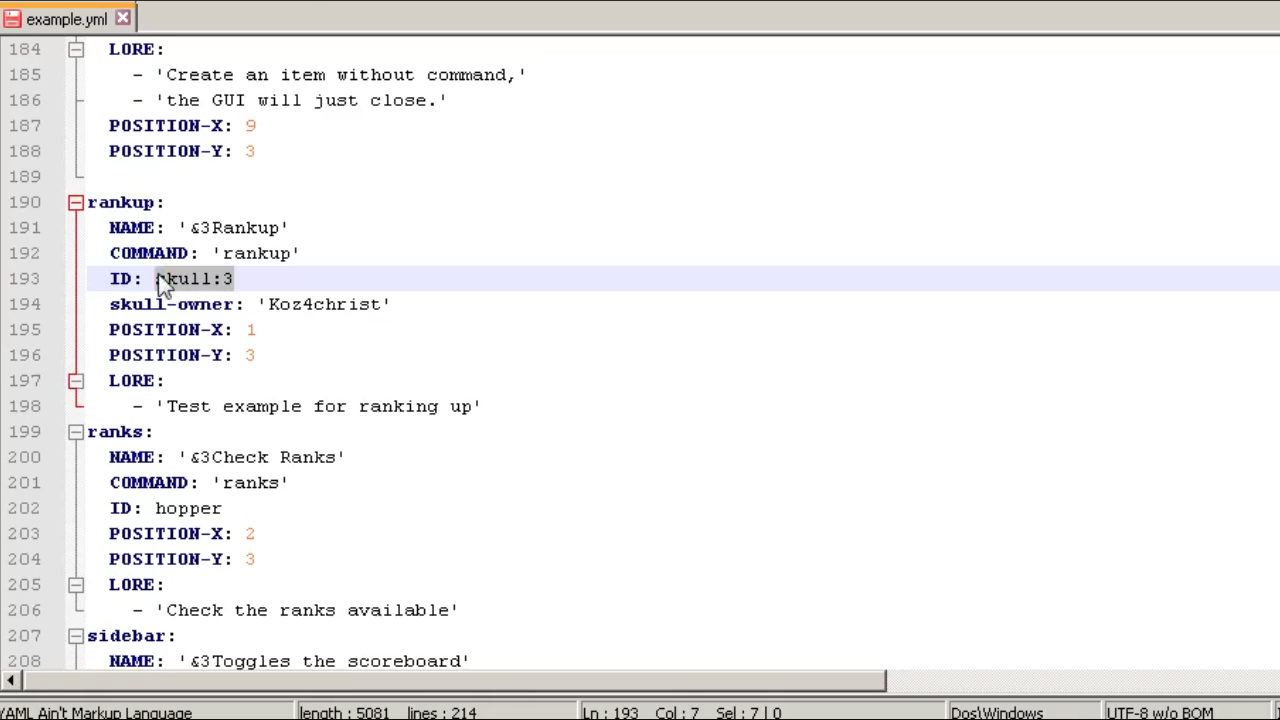 example.yml
184 LORE:
185 - 'Create an item without command,'
186 - 'the GUI will just close.'
187 POSITION-X: 9
188 POSITION-Y: 3
189
190 rankup:
191 NAME: '&3Rankup'
192 COMMAND: 'rankup'
193 ID: skull:3
194 skull-owner: 'Koz4christ'
195 POSITION-X: 1
196 POSITION-Y: 3
197 LORE:
198 - 'Test example for ranking up'
199 ranks:
200 NAME: '&3Check Ranks'
201 COMMAND: 'ranks'
202 ID: hopper
203 POSITION-X: 2
204 POSITION-Y: 3
205 LORE:
206 - 'Check the ranks available'
207 sidebar:
208 NAME: '&3Toggles the scoreboard'
YAML Ain't Markup Language length : 5081 lines : 214 Ln : 193 Col : 7 Sel : 7 | 0 Dos\Windows UTF-8 w/o BOM